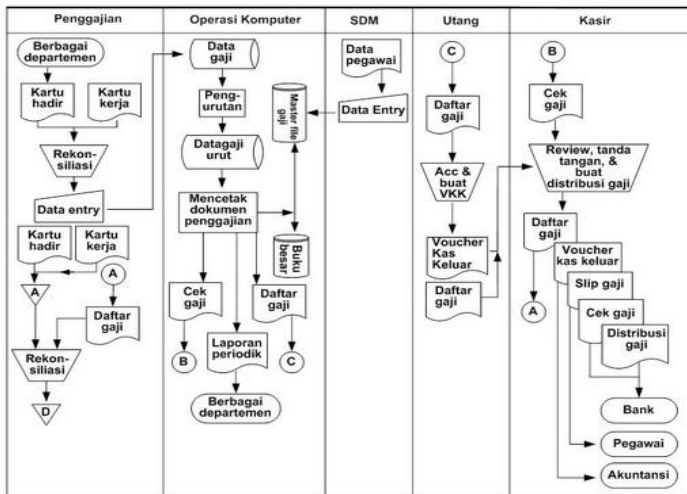 Penggajian
Operasi Komputer
SDM
Utang
Kasir
Berbagai
departemen
Kartu
hadir
Kartu
kerja
Rekon-
siliasi
Data entry
Kartu
hadir
Kartu
kerja
A
A
Daftar
gaji
Rekon-
siliasi
D
Data
gaji
Peng-
urutan
Datagaji
urut
Mencetak
dokumen
penggajian
Master file
gaji
Buku
besar
Cek
gaji
Daftar
gaji
B
Laporan
periodik
C
Berbagai
departemen
Data
pegawai
Data Entry
C
Daftar
gaji
Acc &
buat
VKK
Voucher
Kas
Keluar
Daftar
gaji
B
Cek
gaji
Review, tanda
tangan, &
buat
distribusi gaji
Daftar
gaji
A
Voucher
kas keluar
Slip gaji
Cek gaji
Distribusi
gaji
Bank
Pegawai
Akuntansi